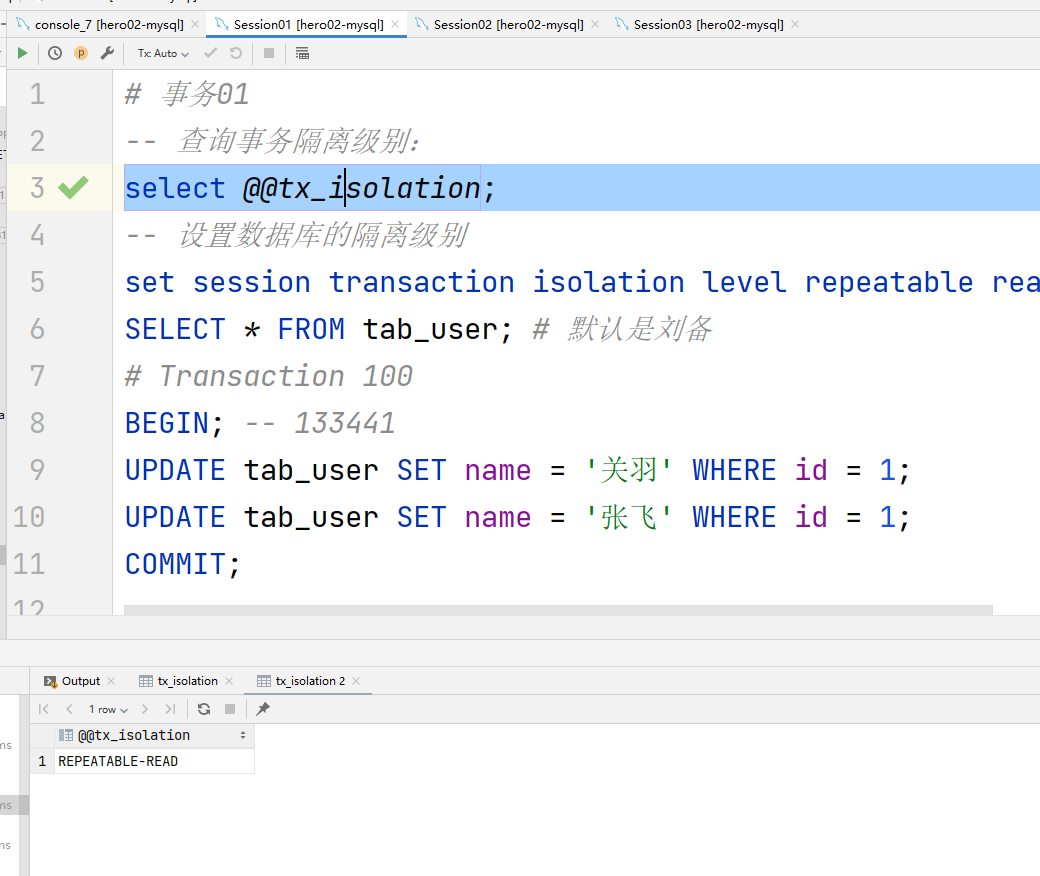 console_7 [hero02-mysql] Session01 [hero02-mysql] Session02 [hero02-mysql] Session03 [hero02-mysql]
Tx: Auto
1 # 事务01
2 -- 查询事务隔离级别:
3 select @@tx_isolation;
4 -- 设置数据库的隔离级别
5 set session transaction isolation level repeatable rea
6 SELECT * FROM tab_user; # 默认是刘备
7 # Transaction 100
8 BEGIN; -- 133441
9 UPDATE tab_user SET name = '关羽' WHERE id = 1;
10 UPDATE tab_user SET name = '张飞' WHERE id = 1;
11 COMMIT;
12
Output tx_isolation tx_isolation 2
1 row
@@tx_isolation
1 REPEATABLE-READ
ms
ms
ms